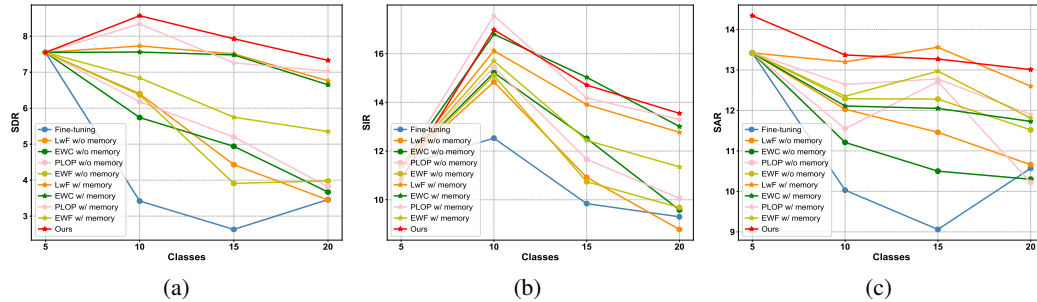 SDR
8
7
6
5
4
3
Fine-tuning
LwF w/o memory
EWC w/o memory
PLOP w/o memory
EWF w/o memory
LwF w/ memory
EWC w/ memory
PLOP w/ memory
EWF w/ memory
Ours
5 10 15 20
Classes
(a)
SIR
16
14
12
10
Fine-tuning
LwF w/o memory
EWC w/o memory
PLOP w/o memory
EWF w/o memory
LwF w/ memory
EWC w/ memory
PLOP w/ memory
EWF w/ memory
Ours
5 10 15 20
Classes
(b)
SAR
14
13
12
11
10
9
Fine-tuning
LwF w/o memory
EWC w/o memory
PLOP w/o memory
EWF w/o memory
LwF w/ memory
EWC w/ memory
PLOP w/ memory
EWF w/ memory
Ours
5 10 15 20
Classes
(c)